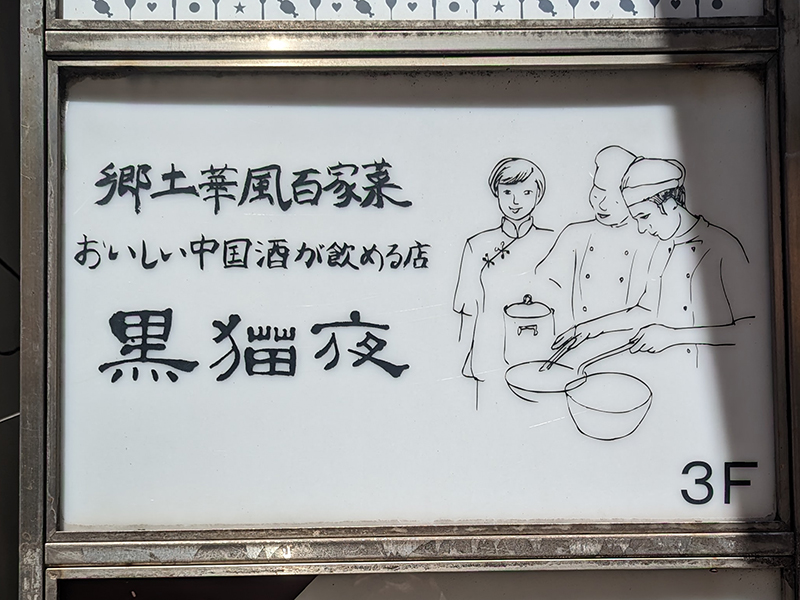 郷土華風百家菜
おいしい中国酒が飲める店
黒猫夜
3F